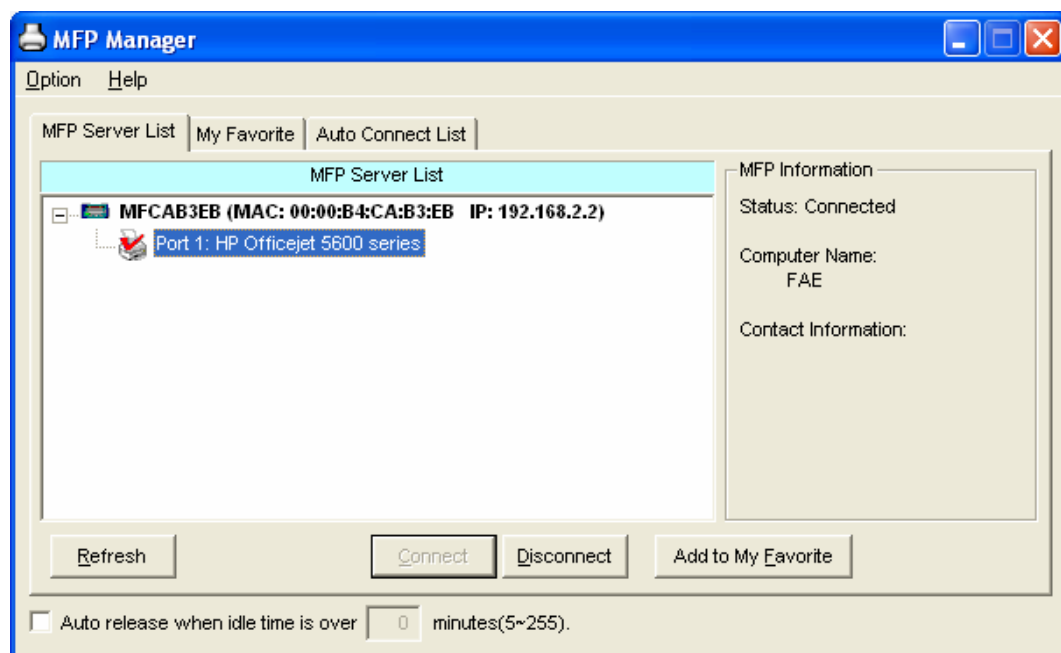 MFP Manager
Option Help
MFP Server List My Favorite Auto Connect List
MFP Server List
MFCAB3EB (MAC: 00:00:B4:CA:B3:EB IP: 192.168.2.2)
Port 1: HP Officejet 5600 series
MFP Information
Status: Connected
Computer Name:
FAE
Contact Information:
Refresh Connect Disconnect Add to My Favorite
Auto release when idle time is over 0 minutes(5~255).